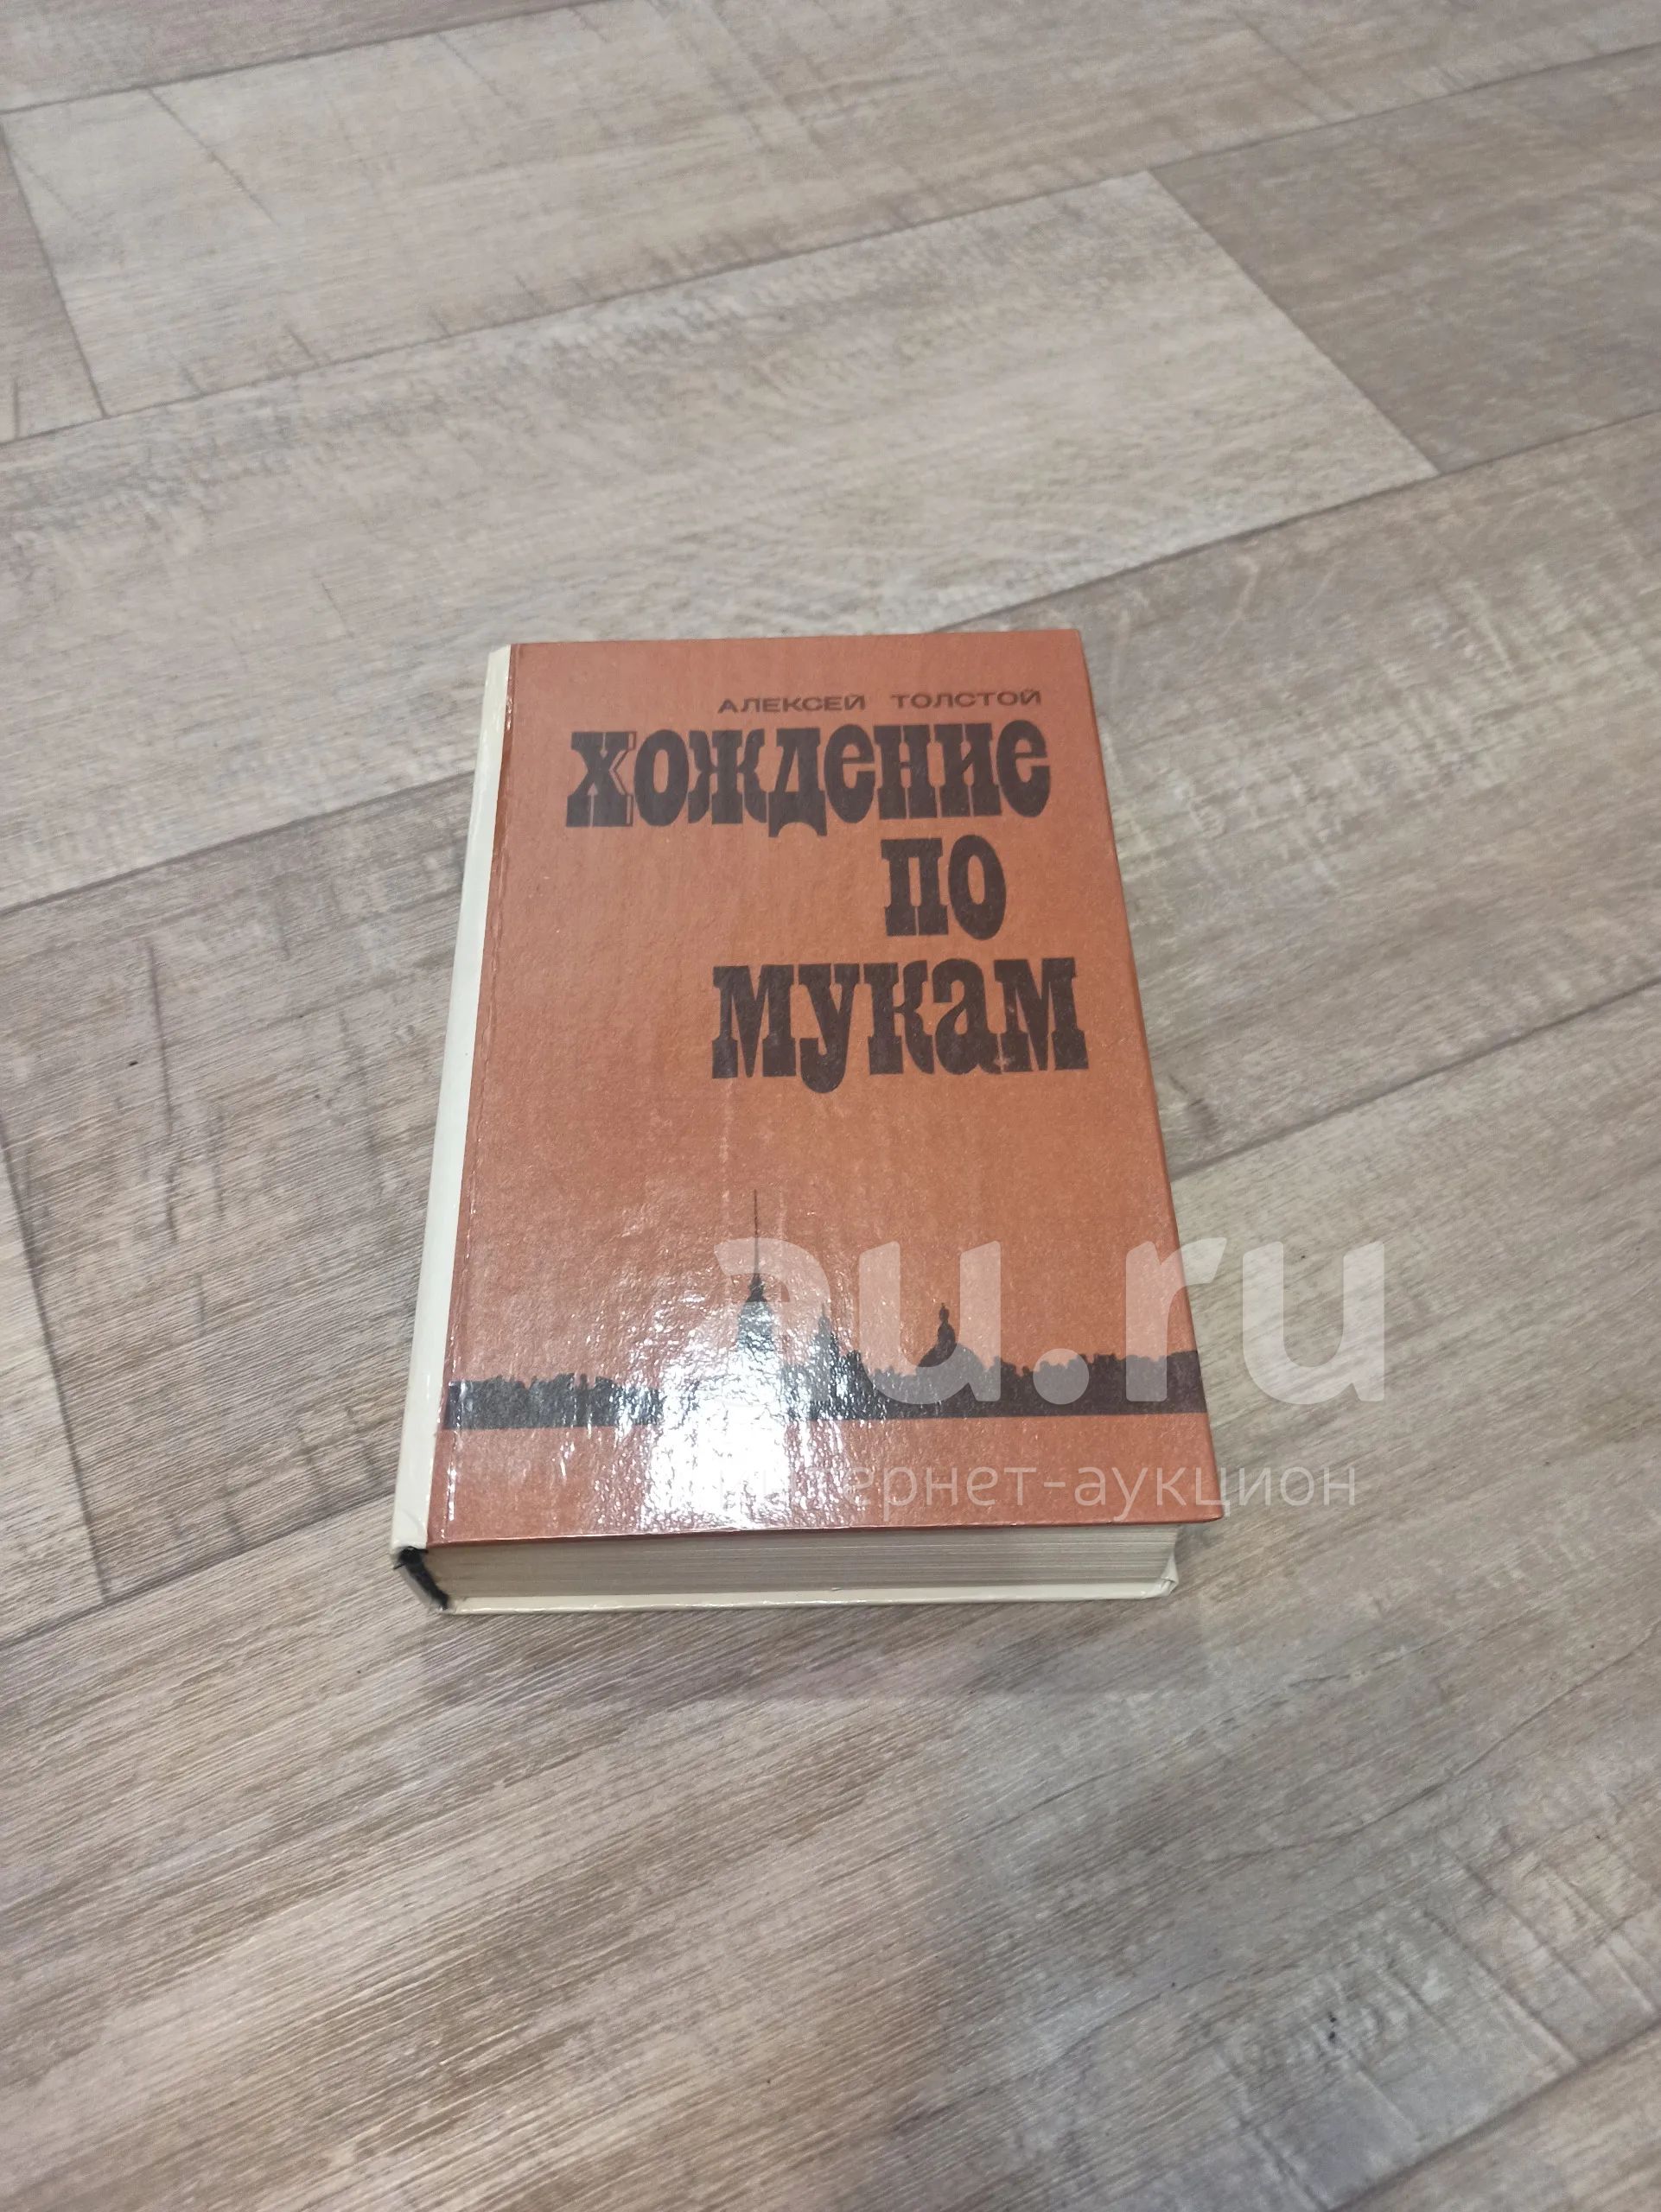 АЛЕКСЕЙ ТОЛСТОЙ
хождение
по
мукам
au.ru
интернет-аукцион